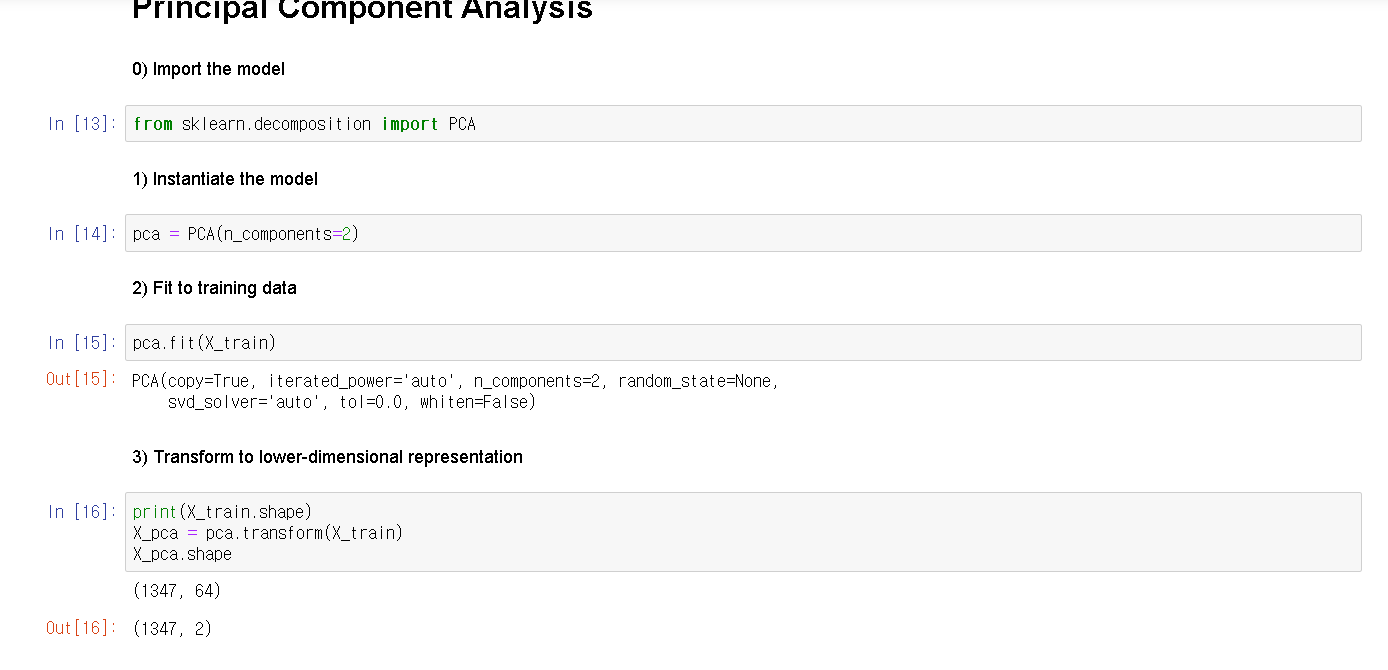 Principal Component Analysis
0) Import the model
In [13]: from sklearn.decomposition import PCA
1) Instantiate the model
In [14]: pca = PCA(n_components=2)
2) Fit to training data
In [15]: pca.fit(X_train)
Out[15]: PCA(copy=True, iterated_power='auto', n_components=2, random_state=None,
svd_solver='auto', tol=0.0, whiten=False)
3) Transform to lower-dimensional representation
In [16]: print(X_train.shape)
X_pca = pca.transform(X_train)
X_pca.shape
(1347, 64)
Out[16]: (1347, 2)